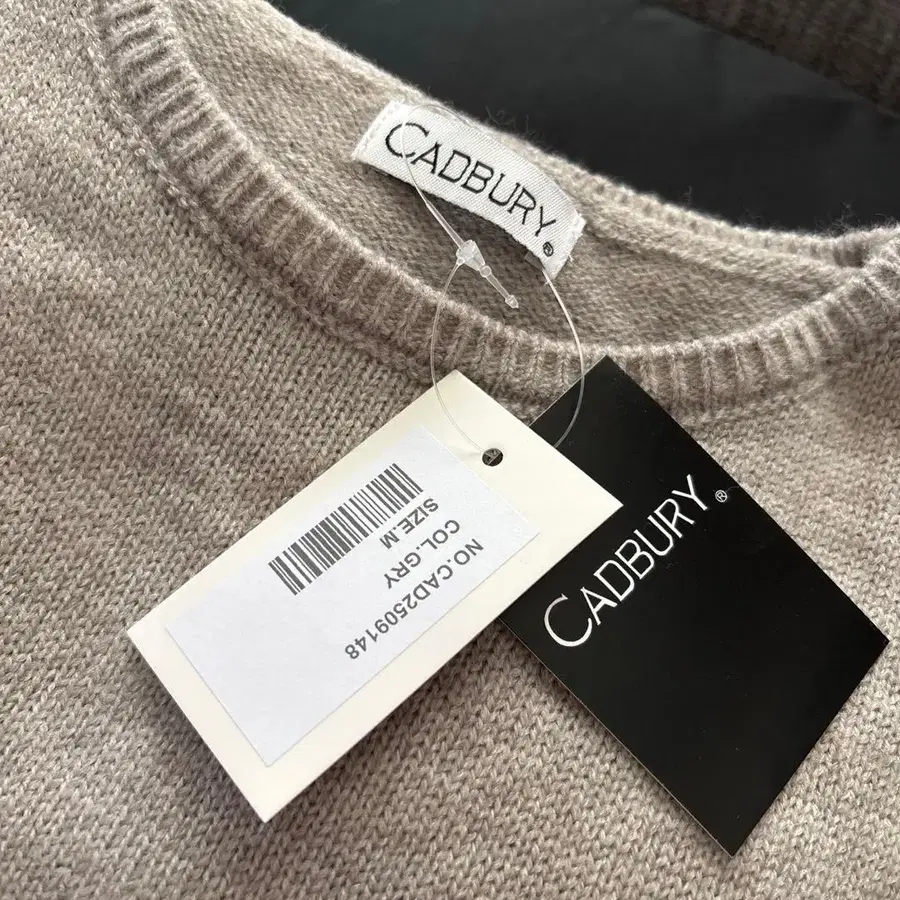 CADBURY®
NO.CAD2509148
COL.GRY
SIZE.M
CADBURY®